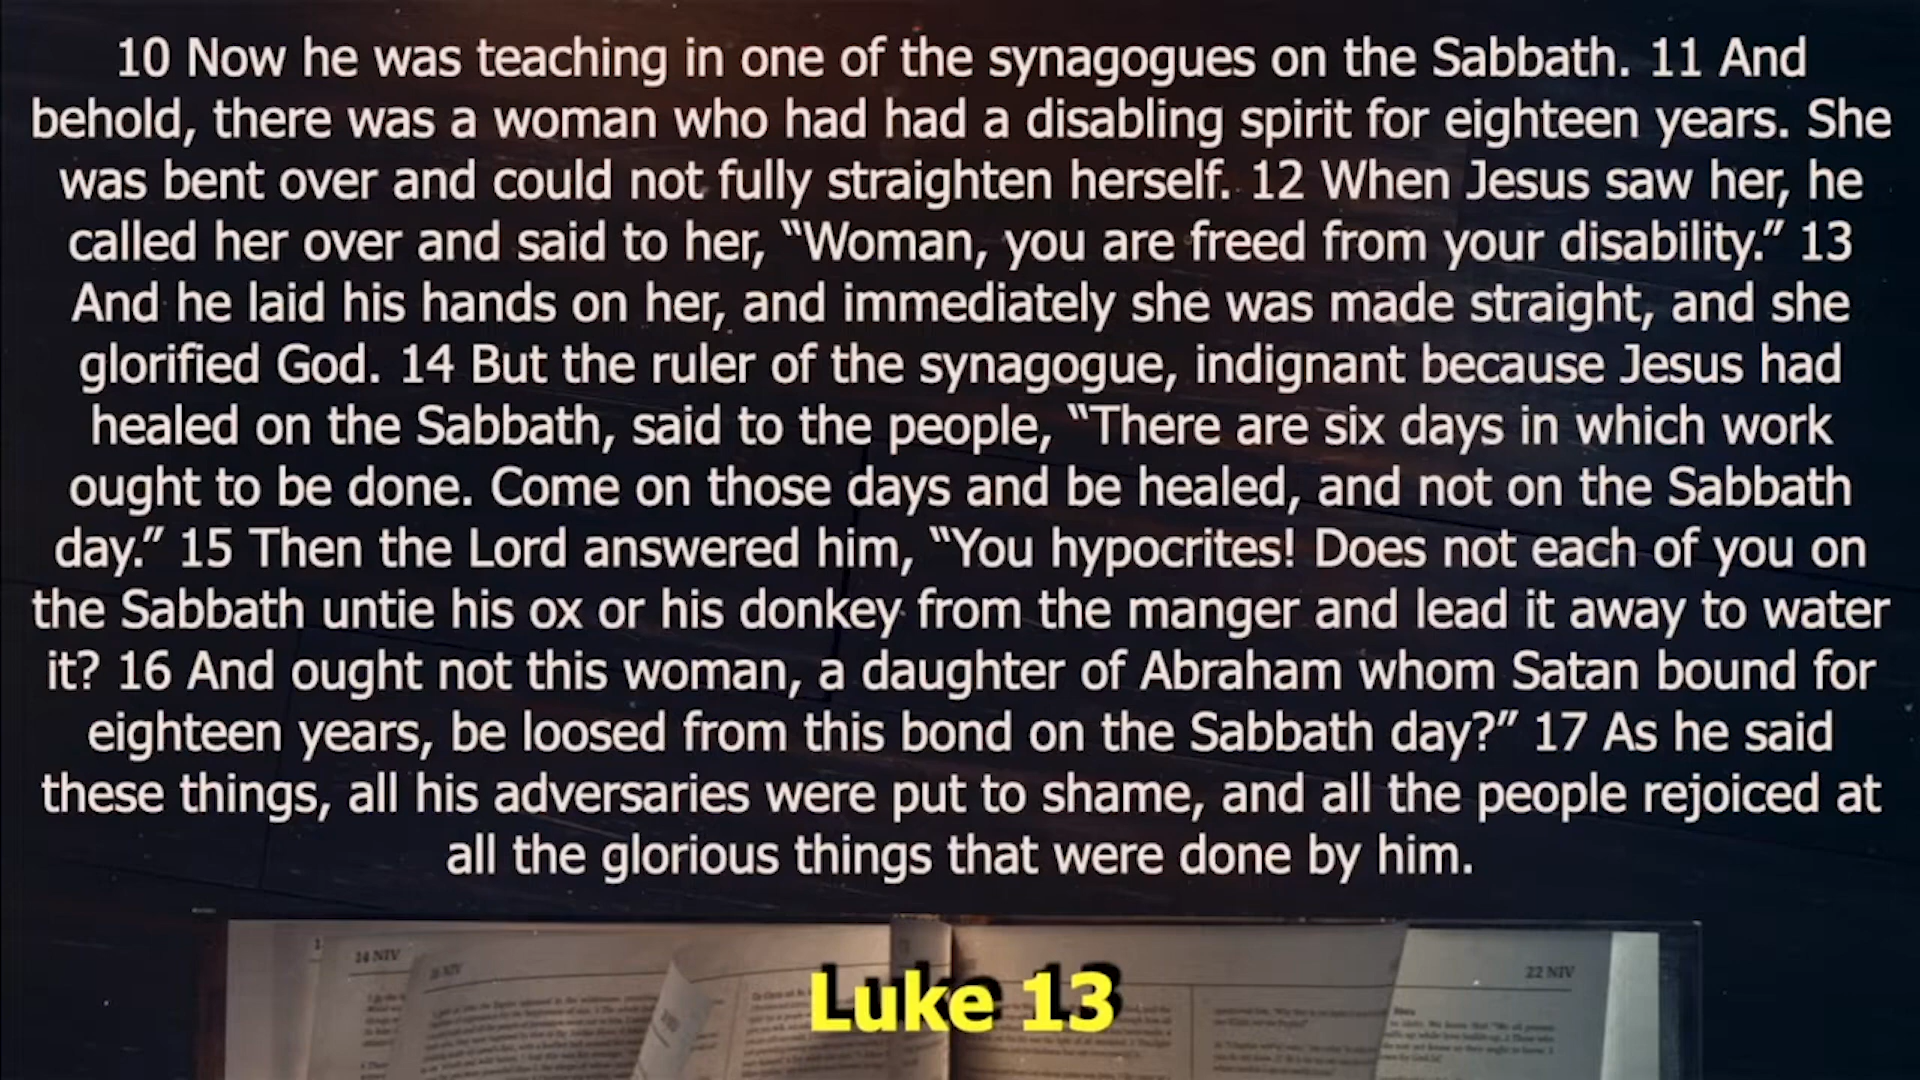 10 Now he was teaching in one of the synagogues on the Sabbath. 11 And
behold, there was a woman who had had a disabling spirit for eighteen years. She
was bent over and could not fully straighten herself. 12 When Jesus saw her, he
called her over and said to her, “Woman, you are freed from your disability.” 13
And he laid his hands on her, and immediately she was made straight, and she
glorified God. 14 But the ruler of the synagogue, indignant because Jesus had
healed on the Sabbath, said to the people, “There are six days in which work
ought to be done. Come on those days and be healed, and not on the Sabbath
day.” 15 Then the Lord answered him, “You hypocrites! Does not each of you on
the Sabbath untie his ox or his donkey from the manger and lead it away to water
it? 16 And ought not this woman, a daughter of Abraham whom Satan bound for
eighteen years, be loosed from this bond on the Sabbath day?” 17 As he said
these things, all his adversaries were put to shame, and all the people rejoiced at
all the glorious things that were done by him.
14 NIV
22 NIV
Luke 13